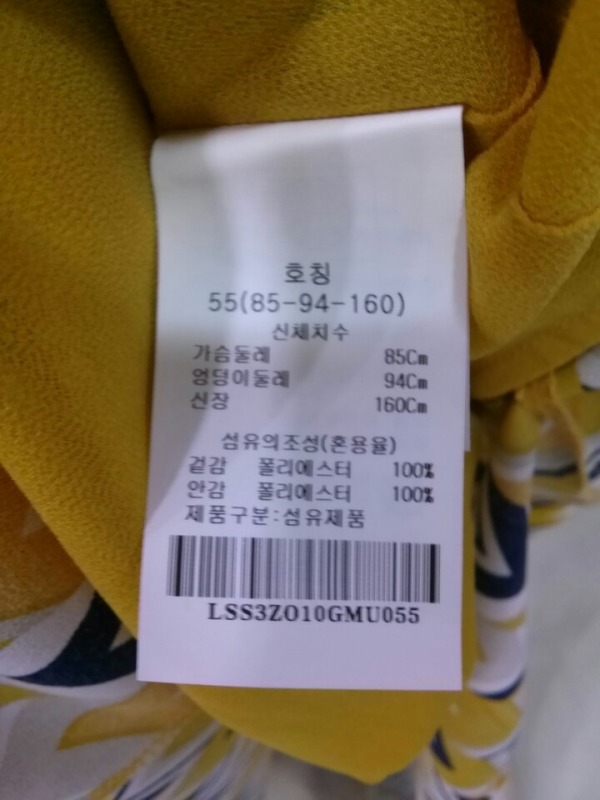 호칭
55(85-94-160)
신체치수
가슴둘레 85Cm
엉덩이둘레 94Cm
신장 160Cm
섬유의조성(혼용율)
겉감 폴리에스터 100%
안감 폴리에스터 100%
제품구분:섬유제품
LSS3ZO10GMU055